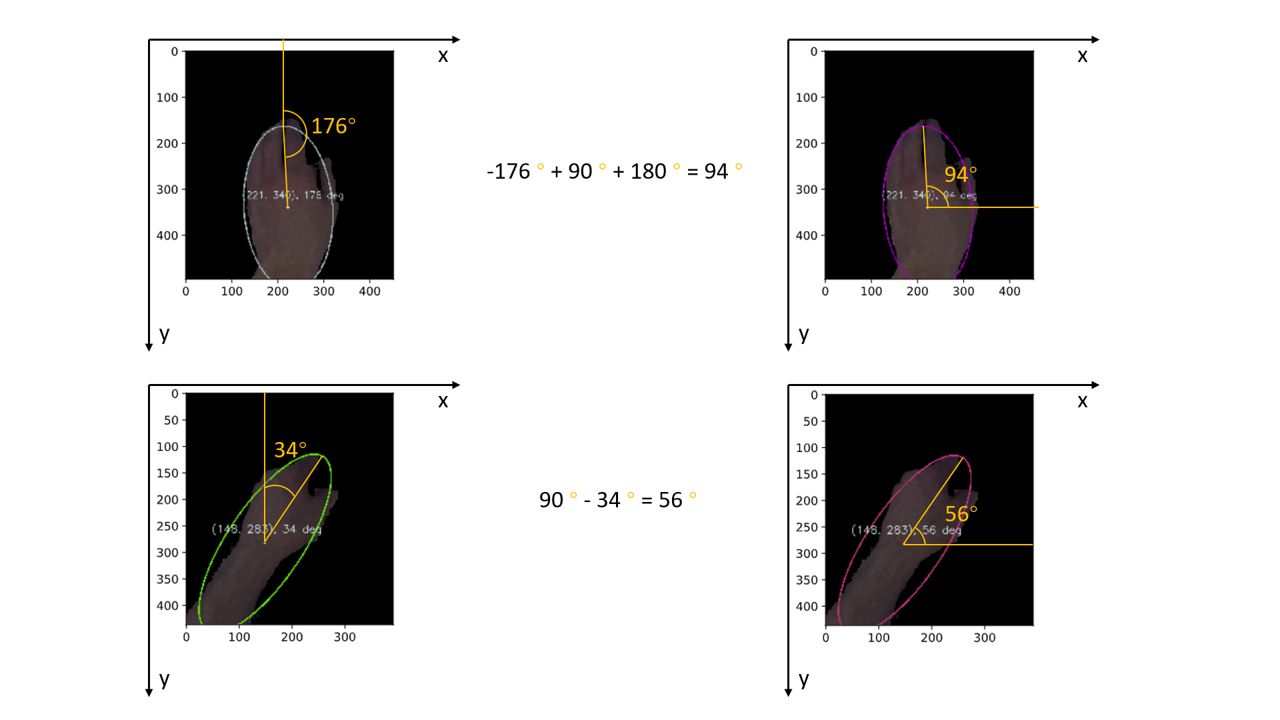 x
0
100
200
300
400
176°
(221. 340), 176 deg
0 100 200 300 400
y
-176 ° + 90 ° + 180 ° = 94 °
x
0
100
200
300
400
94°
(221. 340), 94 deg
0 100 200 300 400
y
x
0
50
100
150
200
250
300
350
400
34°
(148. 283), 34 deg
0 100 200 300
y
90 ° - 34 ° = 56 °
x
0
50
100
150
200
250
300
350
400
56°
(148. 283), 56 deg
0 100 200 300
y